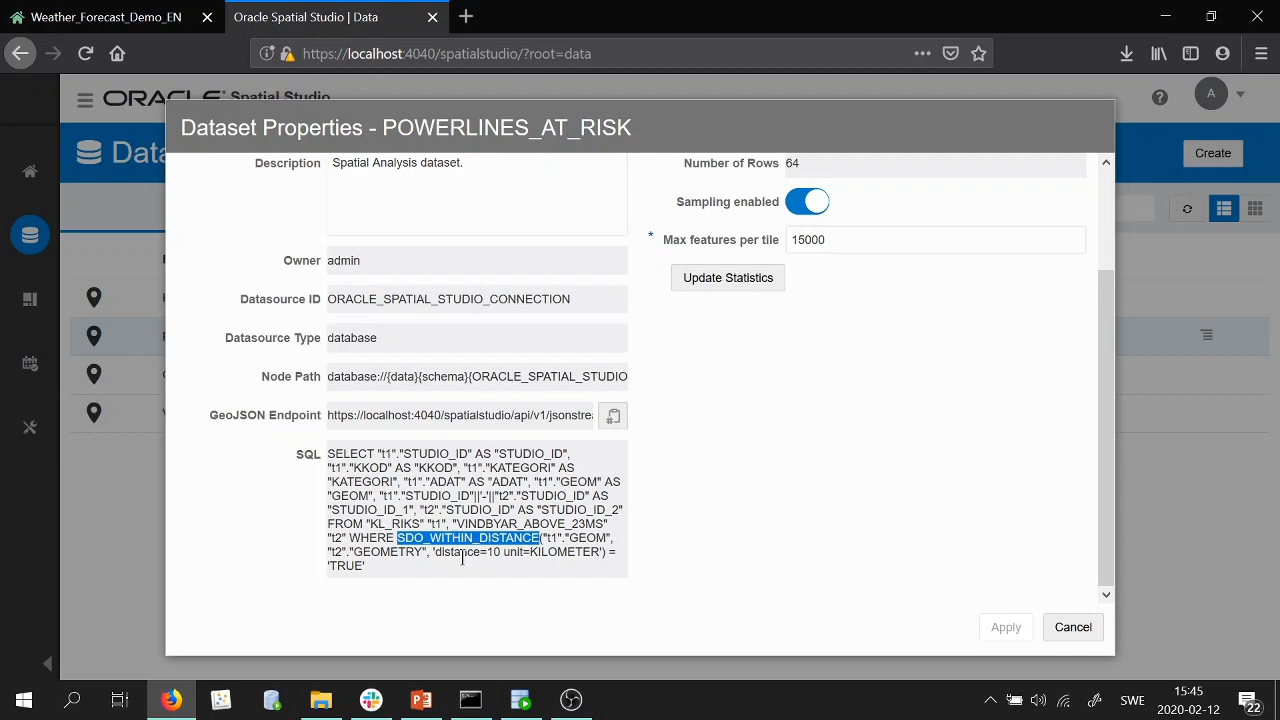 Weather_Forecast_Demo_EN
Oracle Spatial Studio | Data
https://localhost:4040/spatialstudio/?root=data
ORACLE Spatial Studio
A
Data
Create
Dataset Properties - POWERLINES_AT_RISK
Description
Spatial Analysis dataset.
Number of Rows
64
Sampling enabled
* Max features per tile
15000
Update Statistics
Owner
admin
Datasource ID
ORACLE_SPATIAL_STUDIO_CONNECTION
Datasource Type
database
Node Path
database://{data}{schema}{ORACLE_SPATIAL_STUDIO
GeoJSON Endpoint
https://localhost:4040/spatialstudio/api/v1/jsonstre
SQL
SELECT "t1"."STUDIO_ID" AS "STUDIO_ID",
"t1"."KKOD" AS "KKOD", "t1"."KATEGORI" AS
"KATEGORI", "t1"."ADAT" AS "ADAT", "t1"."GEOM" AS
"GEOM", "t1"."STUDIO_ID"||'-'||"t2"."STUDIO_ID" AS
"STUDIO_ID_1", "t2"."STUDIO_ID" AS "STUDIO_ID_2"
FROM "KL_RIKS" "t1", "VINDBYAR_ABOVE_23MS"
"t2" WHERE SDO_WITHIN_DISTANCE("t1"."GEOM",
"t2"."GEOMETRY", 'distance=10 unit=KILOMETER') =
'TRUE'
Apply
Cancel
SWE
15:45
2020-02-12
22